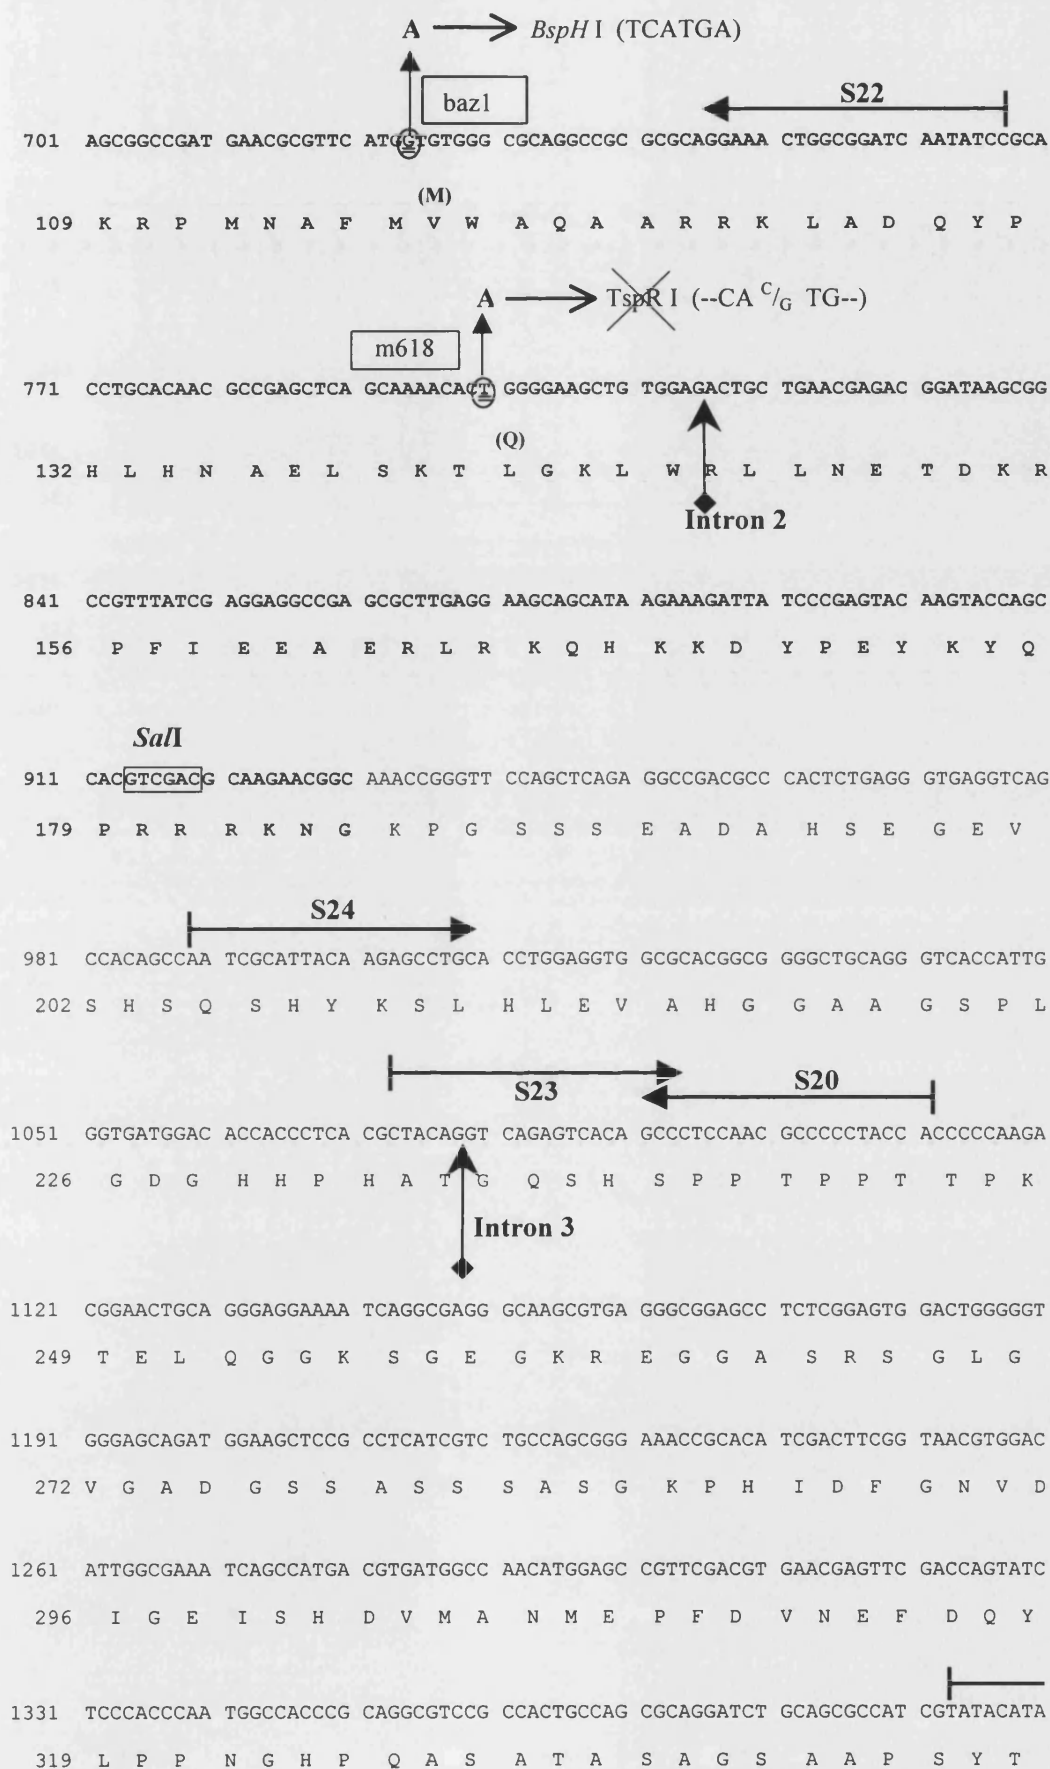 A BspH I (TCATGA)
baz1
S22
701 AGCGGCCGAT GAACGCGTTC ATGGTGTGGG CGCAGGCCGC GCGCAGGAAA CTGGCGGATC AATATCCGCA
(M)
109 K R P M N A F M V W A Q A A R R K L A D Q Y P
A TspR I (--CA C/G TG--)
m618
771 CCTGCACAAC GCCGAGCTCA GCAAAACACT GGGGAAGCTG TGGAGACTGC TGAACGAGAC GGATAAGCGG
(Q)
132 H L H N A E L S K T L G K L W R L L N E T D K R
Intron 2
841 CCGTTTATCG AGGAGGCCGA GCGCTTGAGG AAGCAGCATA AGAAAGATTA TCCCGAGTAC AAGTACCAGC
156 P F I E E A E R L R K Q H K K D Y P E Y K Y Q
SalI
911 CACGTCGACG CAAGAACGGC AAACCGGGTT CCAGCTCAGA GGCCGACGCC CACTCTGAGG GTGAGGTCAG
179 P R R R K N G K P G S S S E A D A H S E G E V
S24
981 CCACAGCCAA TCGCATTACA AGAGCCTGCA CCTGGAGGTG GCGCACGGCG GGGCTGCAGG GTCACCATTG
202 S H S Q S H Y K S L H L E V A H G G A A G S P L
S23
S20
1051 GGTGATGGAC ACCACCCTCA CGCTACAGGT CAGAGTCACA GCCCTCCAAC GCCCCCTACC ACCCCCAAGA
226 G D G H H P H A T G Q S H S P P T P P T T P K
Intron 3
1121 CGGAACTGCA GGGAGGAAAA TCAGGCGAGG GCAAGCGTGA GGGCGGAGCC TCTCGGAGTG GACTGGGGGT
249 T E L Q G G K S G E G K R E G G A S R S G L G
1191 GGGAGCAGAT GGAAGCTCCG CCTCATCGTC TGCCAGCGGG AAACCGCACA TCGACTTCGG TAACGTGGAC
272 V G A D G S S A S S S A S G K P H I D F G N V D
1261 ATTGGCGAAA TCAGCCATGA CGTGATGGCC AACATGGAGC CGTTCGACGT GAACGAGTTC GACCAGTATC
296 I G E I S H D V M A N M E P F D V N E F D Q Y
1331 TCCCACCCAA TGGCCACCCG CAGGCGTCCG CCACTGCCAG CGCAGGATCT GCAGCGCCAT CGTATACATA
319 L P P N G H P Q A S A T A S A G S A A P S Y T